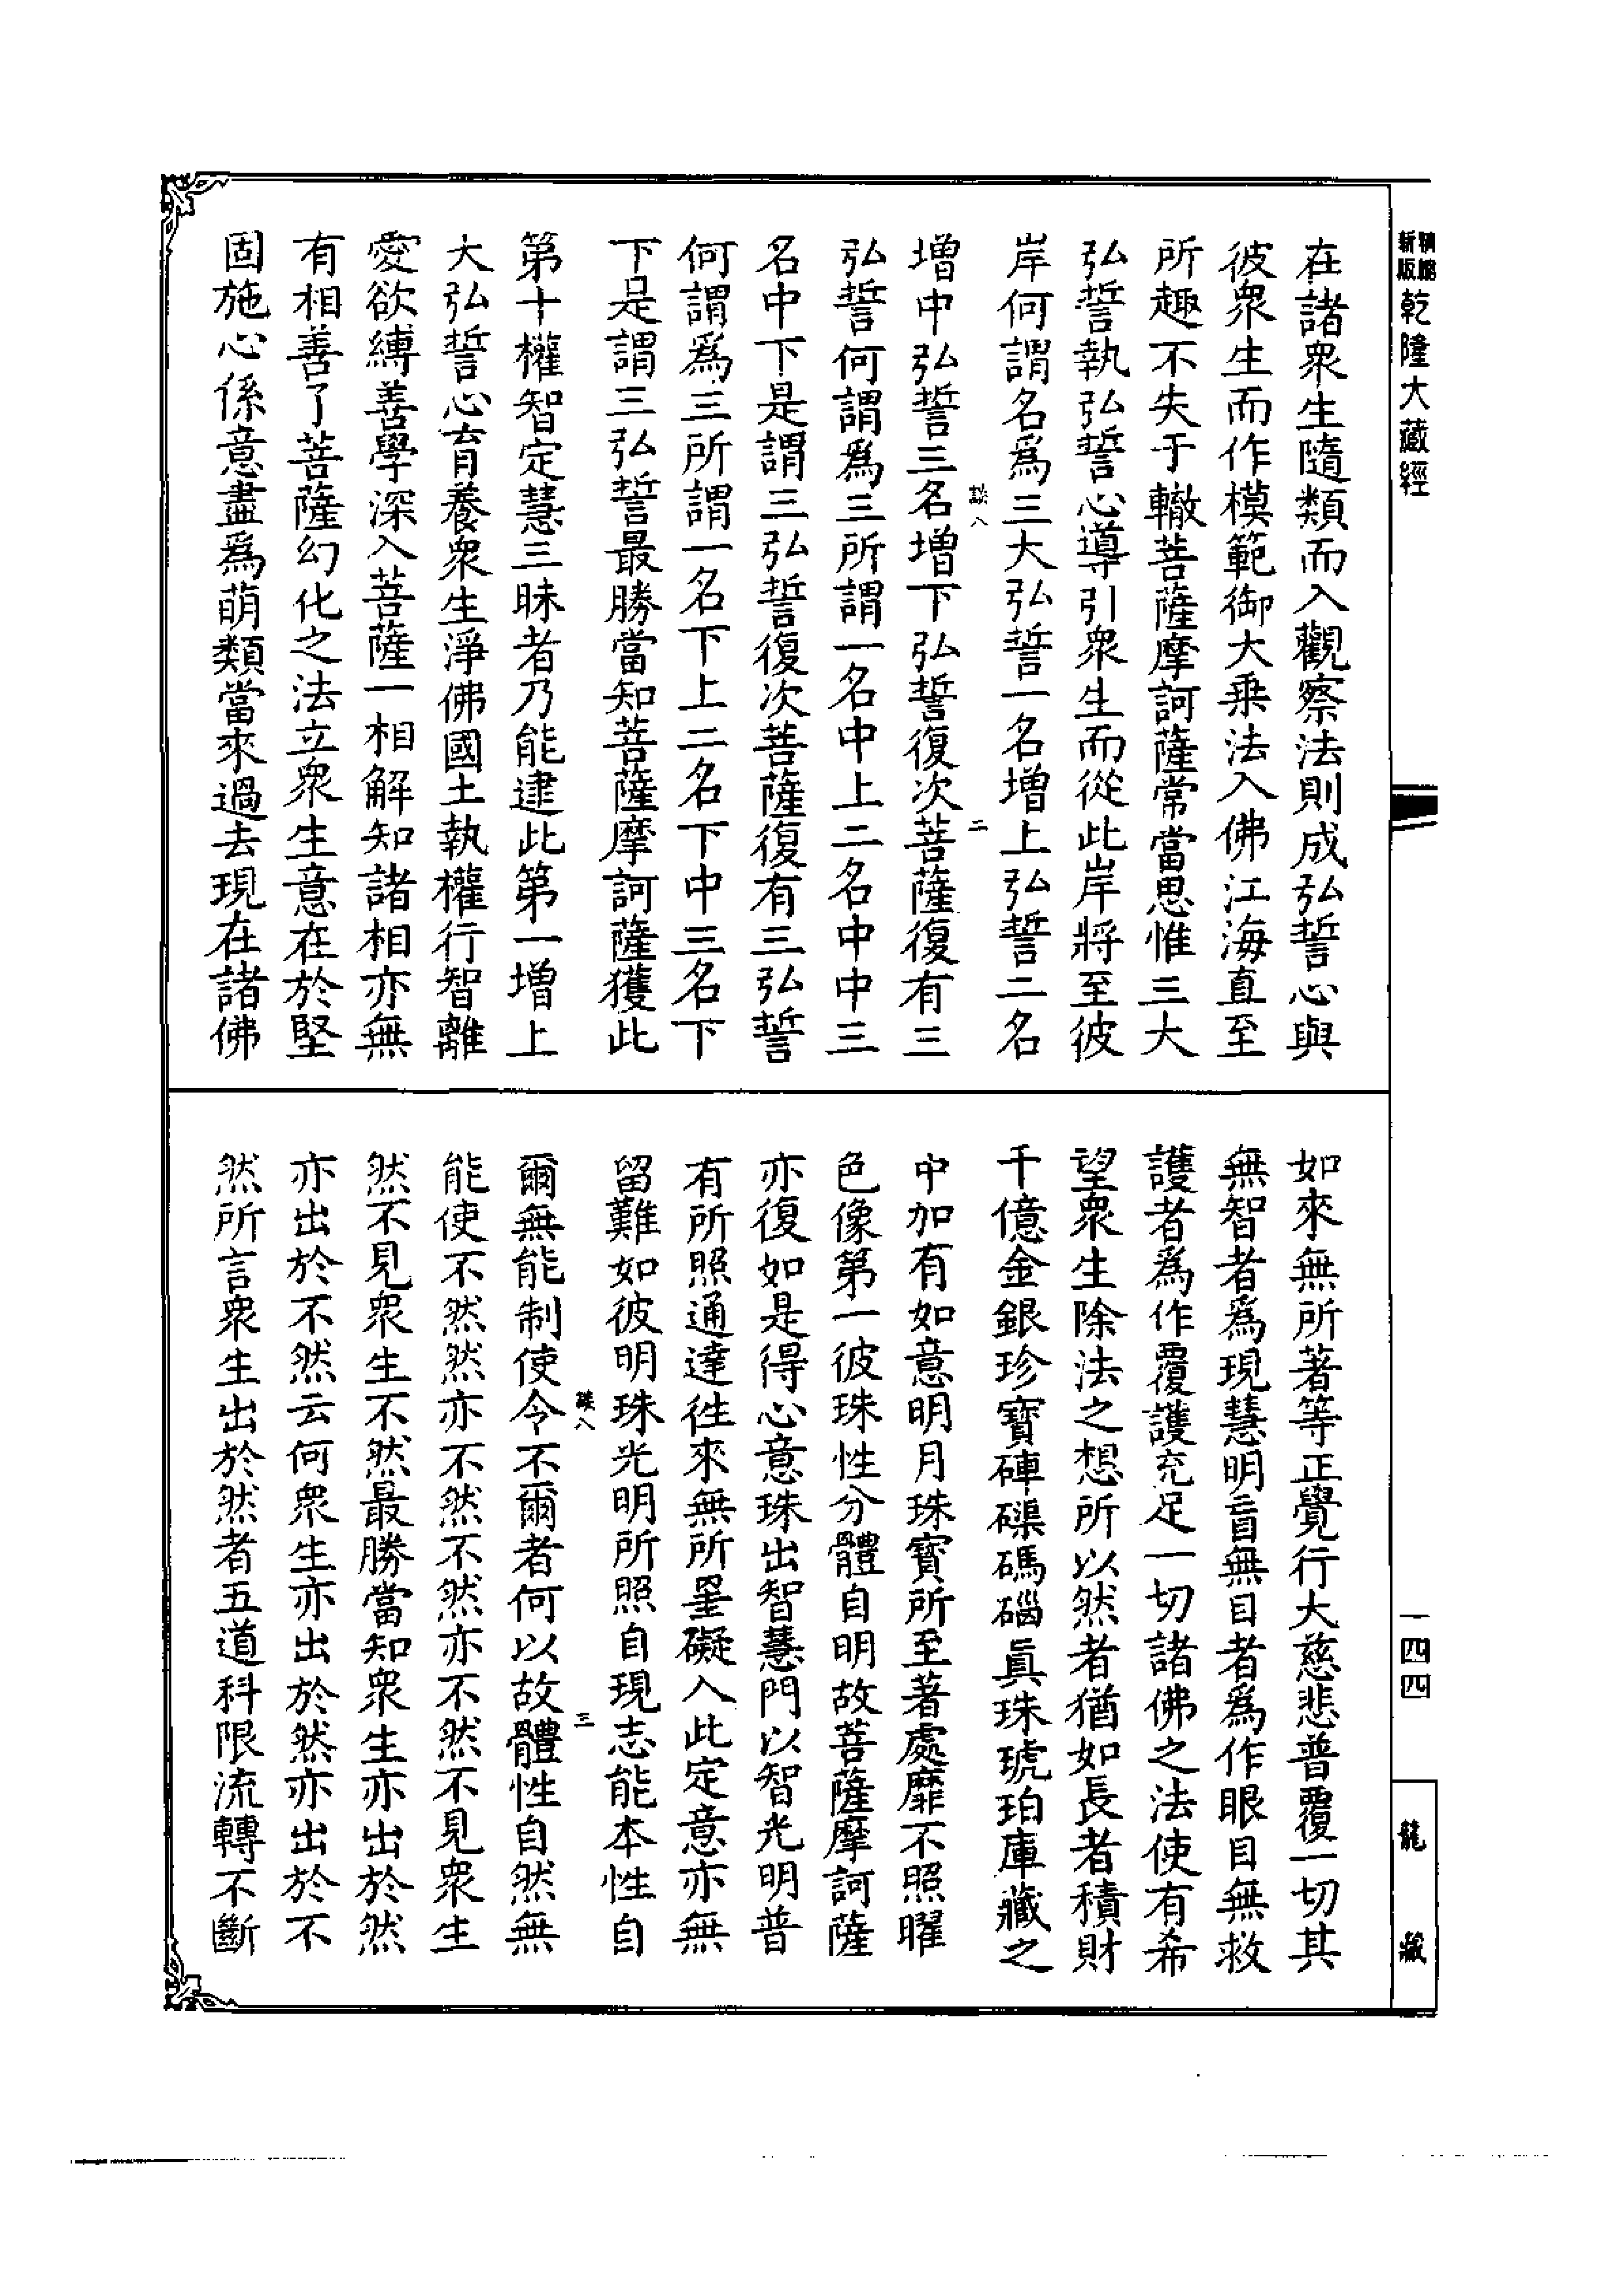 精縮新版乾隆大藏經
在諸衆生隨類而入觀察法則成弘誓心與
彼衆生而作模範御大乗法入佛江海直至
所趣不失于轍菩薩摩訶薩常當思惟三大
弘誓執弘誓心導引衆生而從此岸將至彼
岸何謂名爲三大弘誓一名增上弘誓二名
談八 二
增中弘誓三名增下弘誓復次菩薩復有三
弘誓何謂爲三所謂一名中上二名中中三
名中下是謂三弘誓復次菩薩復有三弘誓
何謂爲三所謂一名下上二名下中三名下
下是謂三弘誓最勝當知菩薩摩訶薩獲此
第十權智定慧三昧者乃能逮此第一增上
大弘誓心育養衆生淨佛國土執權行智離
愛欲縛善學深入菩薩一相解知諸相亦無
有相善了菩薩幻化之法立衆生意在於堅
固施心係意盡爲萌類當來過去現在諸佛
如來無所著等正覺行大慈悲普覆一切其
無智者爲現慧明盲無目者爲作眼目無救
護者爲作覆護充足一切諸佛之法使有希
望衆生除法之想所以然者猶如長者積財
千億金銀珍寶硨磲碼碯眞珠琥珀庫藏之
中加有如意明月珠寶所至著處靡不照曜
色像第一彼珠性分體自明故菩薩摩訶薩
亦復如是得心意珠出智慧門以智光明普
有所照通達徃來無所罣礙入此定意亦無
留難如彼明珠光明所照自現志能本性自
談八 三
爾無能制使令不爾者何以故體性自然無
能使不然然亦不然不然亦不然不見衆生
然不見衆生不然最勝當知衆生亦出於然
亦出於不然云何衆生亦出於然亦出於不
然所言衆生出於然者五道科限流轉不斷
一四四
龍藏